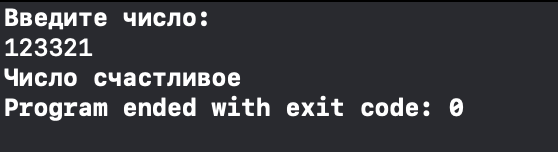 Введите число:
123321
Число счастливое
Program ended with exit code: 0